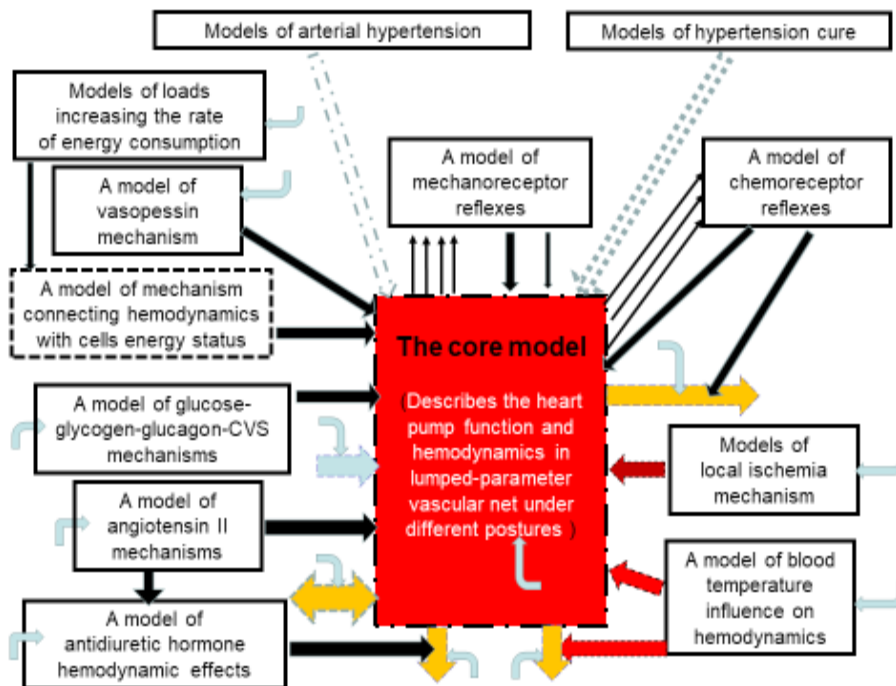 Models of arterial hypertension
Models of hypertension cure
Models of loads
increasing the rate
of energy consumption
A model of
mechanoreceptor
reflexes
A model of
chemoreceptor
reflexes
A model of
vasopessin
mechanism
A model of mechanism
connecting hemodynamics
with cells energy status
The core model
(Describes the heart
pump function and
hemodynamics in
lumped-parameter
vascular net under
different postures )
A model of glucose-
glycogen-glucagon-CVS
mechanisms
Models of
local ischemia
mechanism
A model of
angiotensin II
mechanisms
A model of blood
temperature
influence on
hemodynamics
A model of
antidiuretic hormone
hemodynamic effects